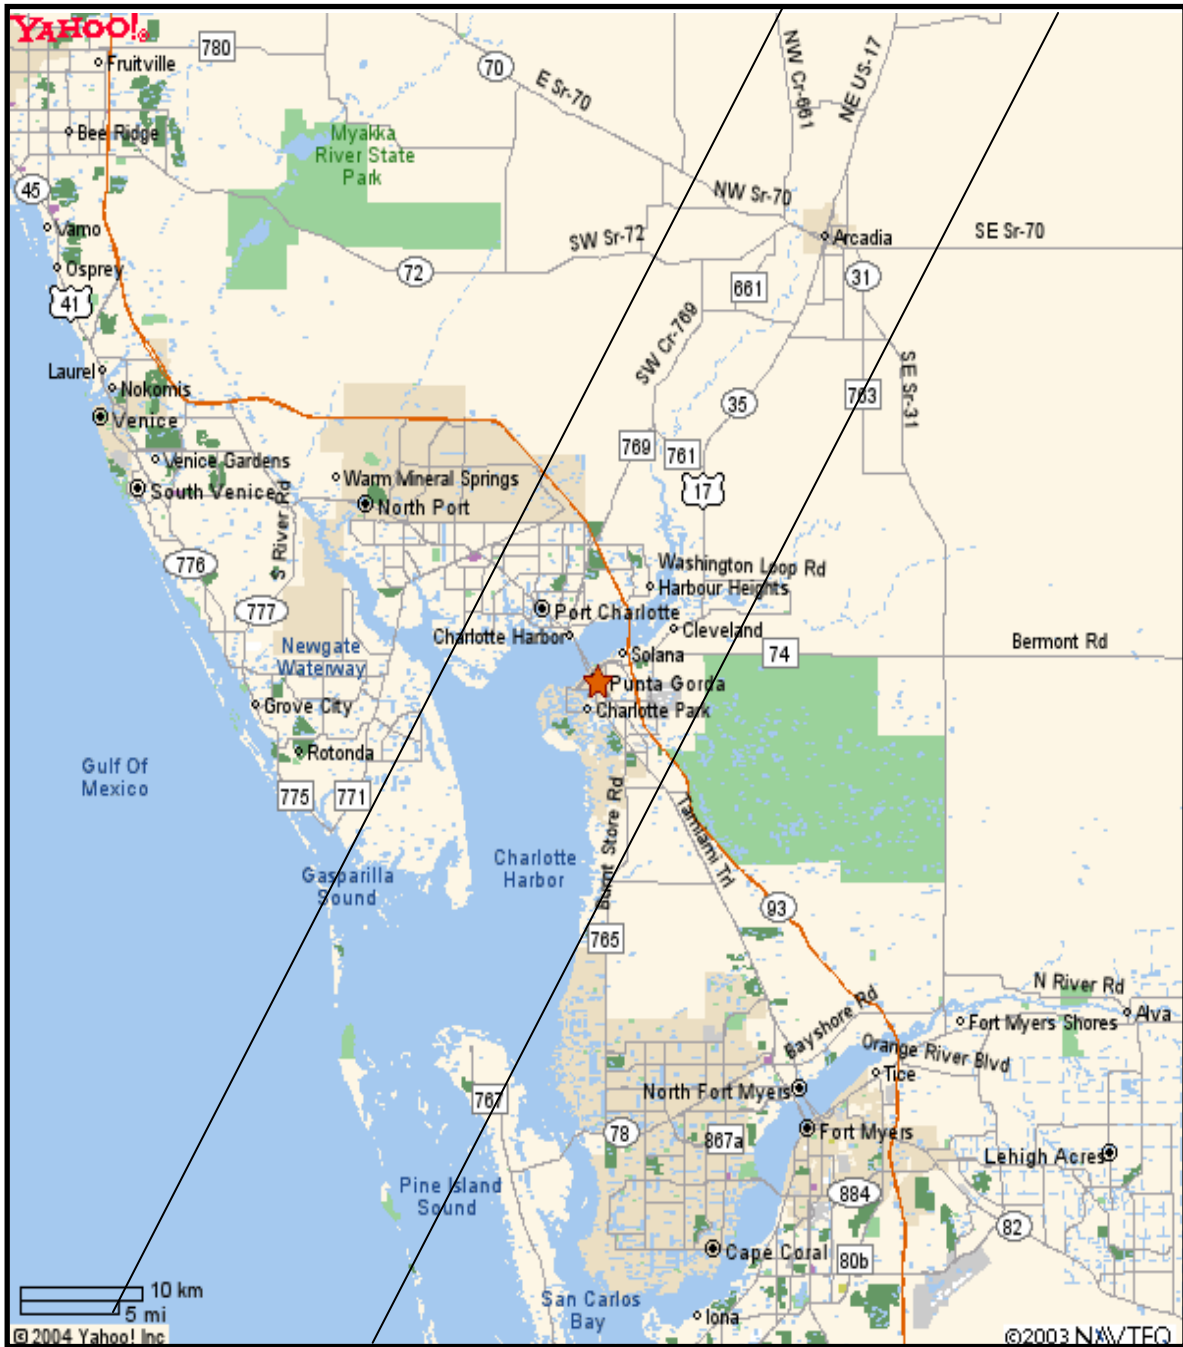 YAHOO!®
Fruitville
780
70
E Sr-70
NW Cr-661
NE US-17
Bee Ridge
Myakka
River State
Park
45
NW Sr-70
Vamo
SW Sr-72
Arcadia
SE Sr-70
Osprey
72
31
41
661
SW Cr-769
Laurel
Nokomis
SE Sr-31
763
35
Venice
769
761
Venice Gardens
Warm Mineral Springs
South Venice
17
North Port
S River Rd
776
Washington Loop Rd
Harbour Heights
777
Port Charlotte
Charlotte Harbor
Cleveland
Newgate
Waterway
Solana
74
Bermont Rd
Punta Gorda
Grove City
Charlotte Park
Rotonda
Gulf Of
Mexico
775
771
Burnt Store Rd
Tamiami Trl
Charlotte
Harbor
Gasparilla
Sound
93
765
N River Rd
Bayshore Rd
Fort Myers Shores
Alva
Orange River Blvd
Tice
North Fort Myers
767
78
867a
Fort Myers
Lehigh Acres
Pine Island
Sound
884
82
Cape Coral
80b
10 km
5 mi
San Carlos
Bay
Iona
© 2004 Yahoo! Inc
©2003 NAVTEQ